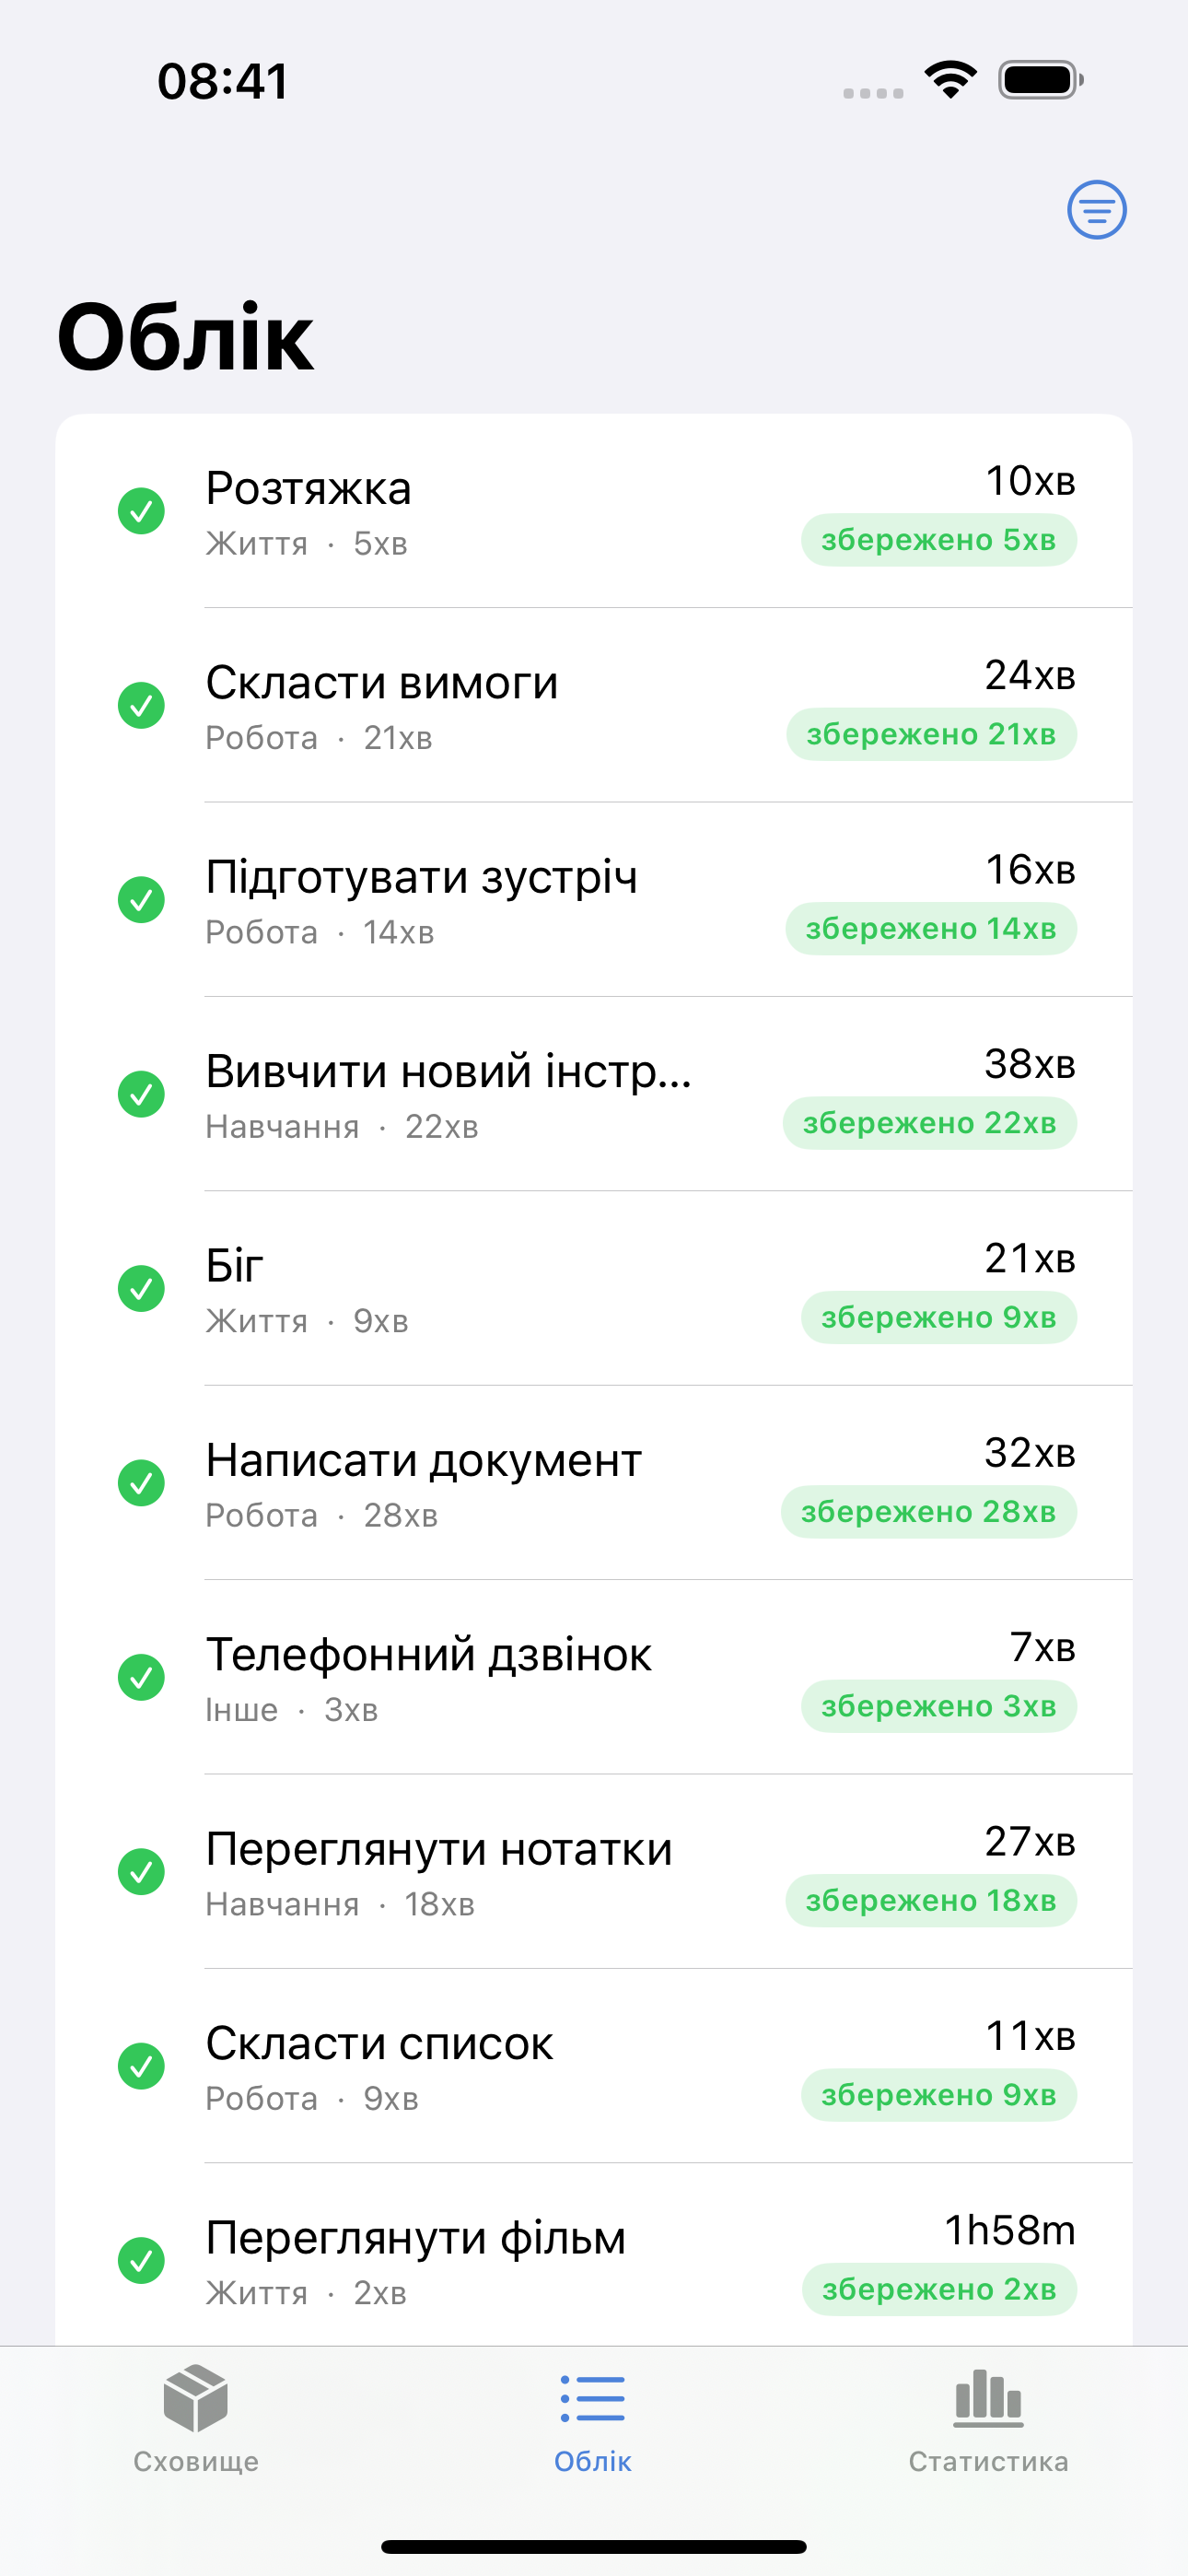 08:41
Облік
Розтяжка
10хв
Життя · 5хв
збережено 5хв
Скласти вимоги
24хв
Робота · 21хв
збережено 21хв
Підготувати зустріч
16хв
Робота · 14хв
збережено 14хв
Вивчити новий інстр...
38хв
Навчання · 22хв
збережено 22хв
Біг
21хв
Життя · 9хв
збережено 9хв
Написати документ
32хв
Робота · 28хв
збережено 28хв
Телефонний дзвінок
7хв
Інше · 3хв
збережено 3хв
Переглянути нотатки
27хв
Навчання · 18хв
збережено 18хв
Скласти список
11хв
Робота · 9хв
збережено 9хв
Переглянути фільм
1h58m
Життя · 2хв
збережено 2хв
Сховище
Облік
Статистика